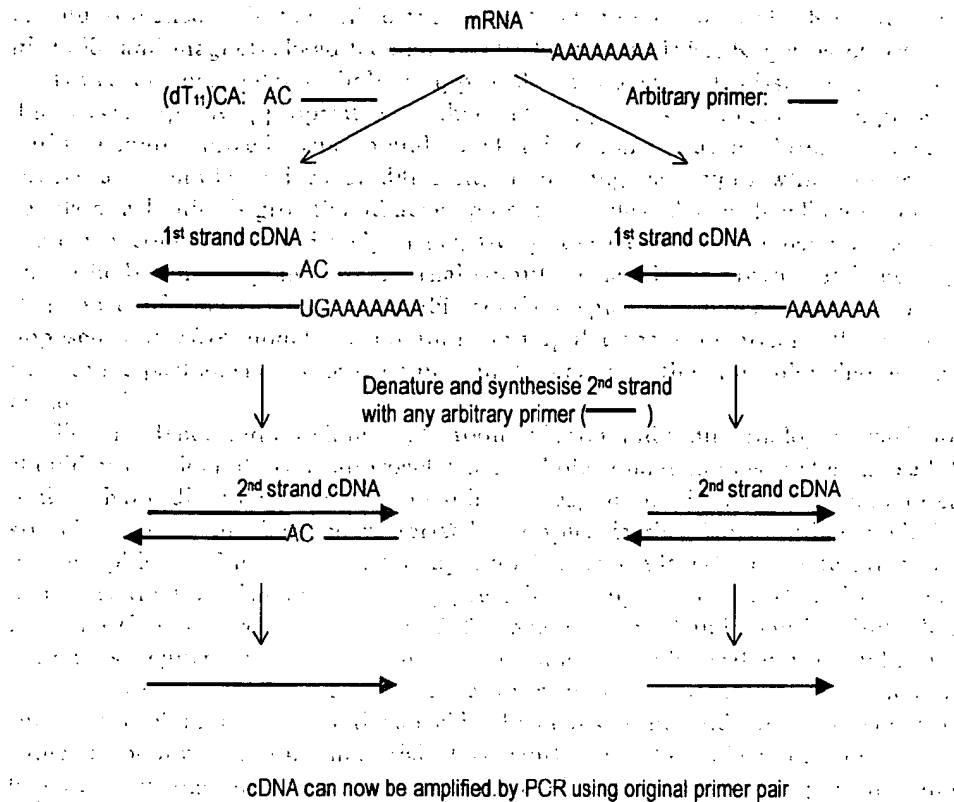 mRNA
AAAAAAAA
(dT₁₁)CA: AC
Arbitrary primer:
1st strand cDNA
1st strand cDNA
AC
UGAAAAAAA
AAAAAAA
Denature and synthesise 2nd strand
with any arbitrary primer ( )
2nd strand cDNA
2nd strand cDNA
AC
cDNA can now be amplified by PCR using original primer pair